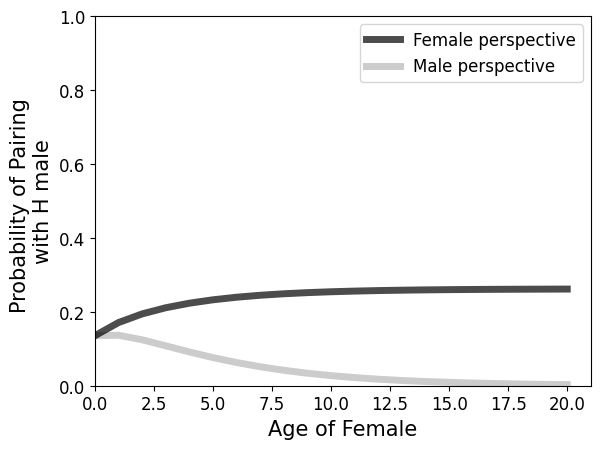 Probability of Pairing
with H male
1.0
0.8
0.6
0.4
0.2
0.0
Female perspective
Male perspective
0.0 2.5 5.0 7.5 10.0 12.5 15.0 17.5 20.0
Age of Female